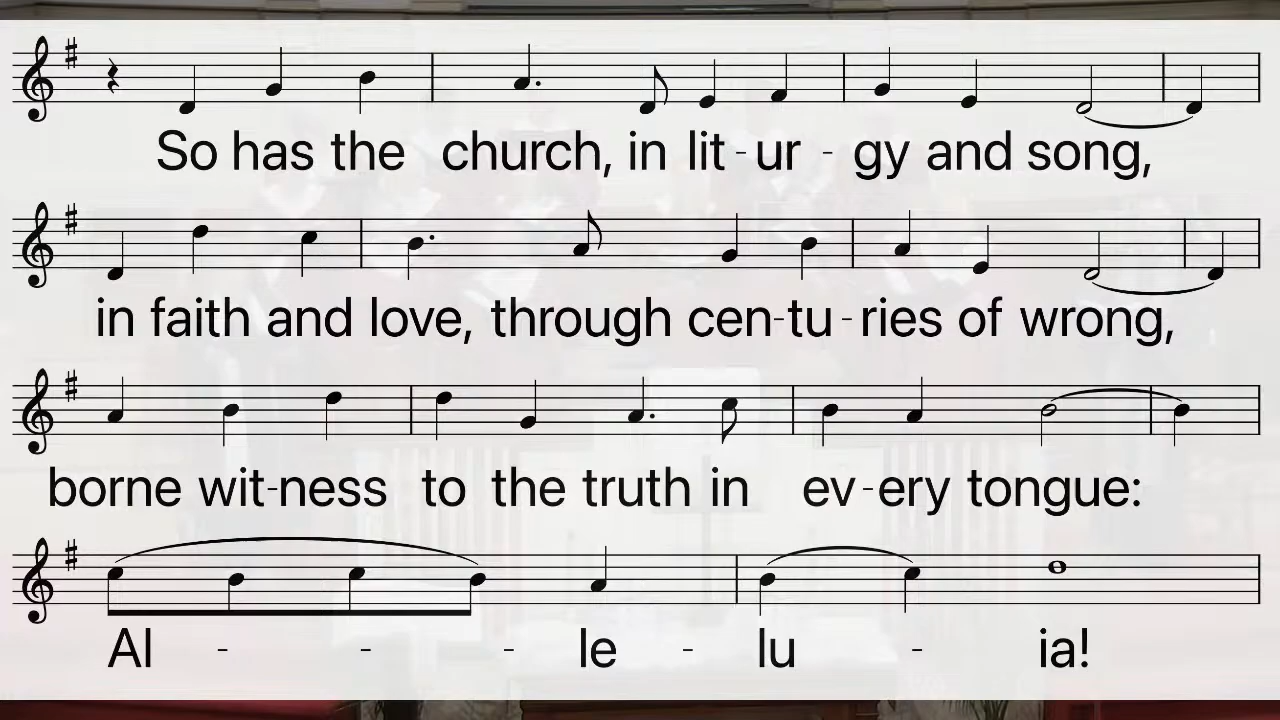 So has the church, in lit - ur - gy and song,
in faith and love, through cen - tu - ries of wrong,
borne wit - ness to the truth in ev - ery tongue:
Al - - - le - lu - ia!